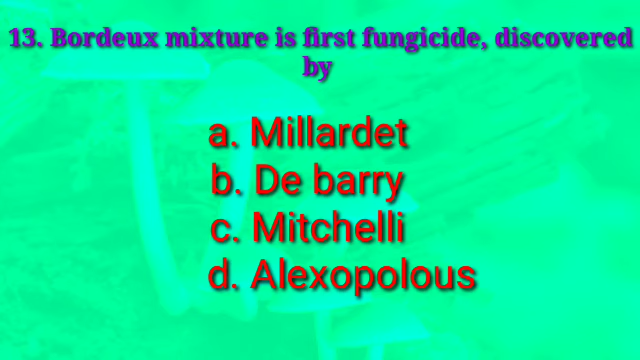 13. Bordeux mixture is first fungicide, discovered
by
a. Millardet
b. De barry
c. Mitchelli
d. Alexopolous